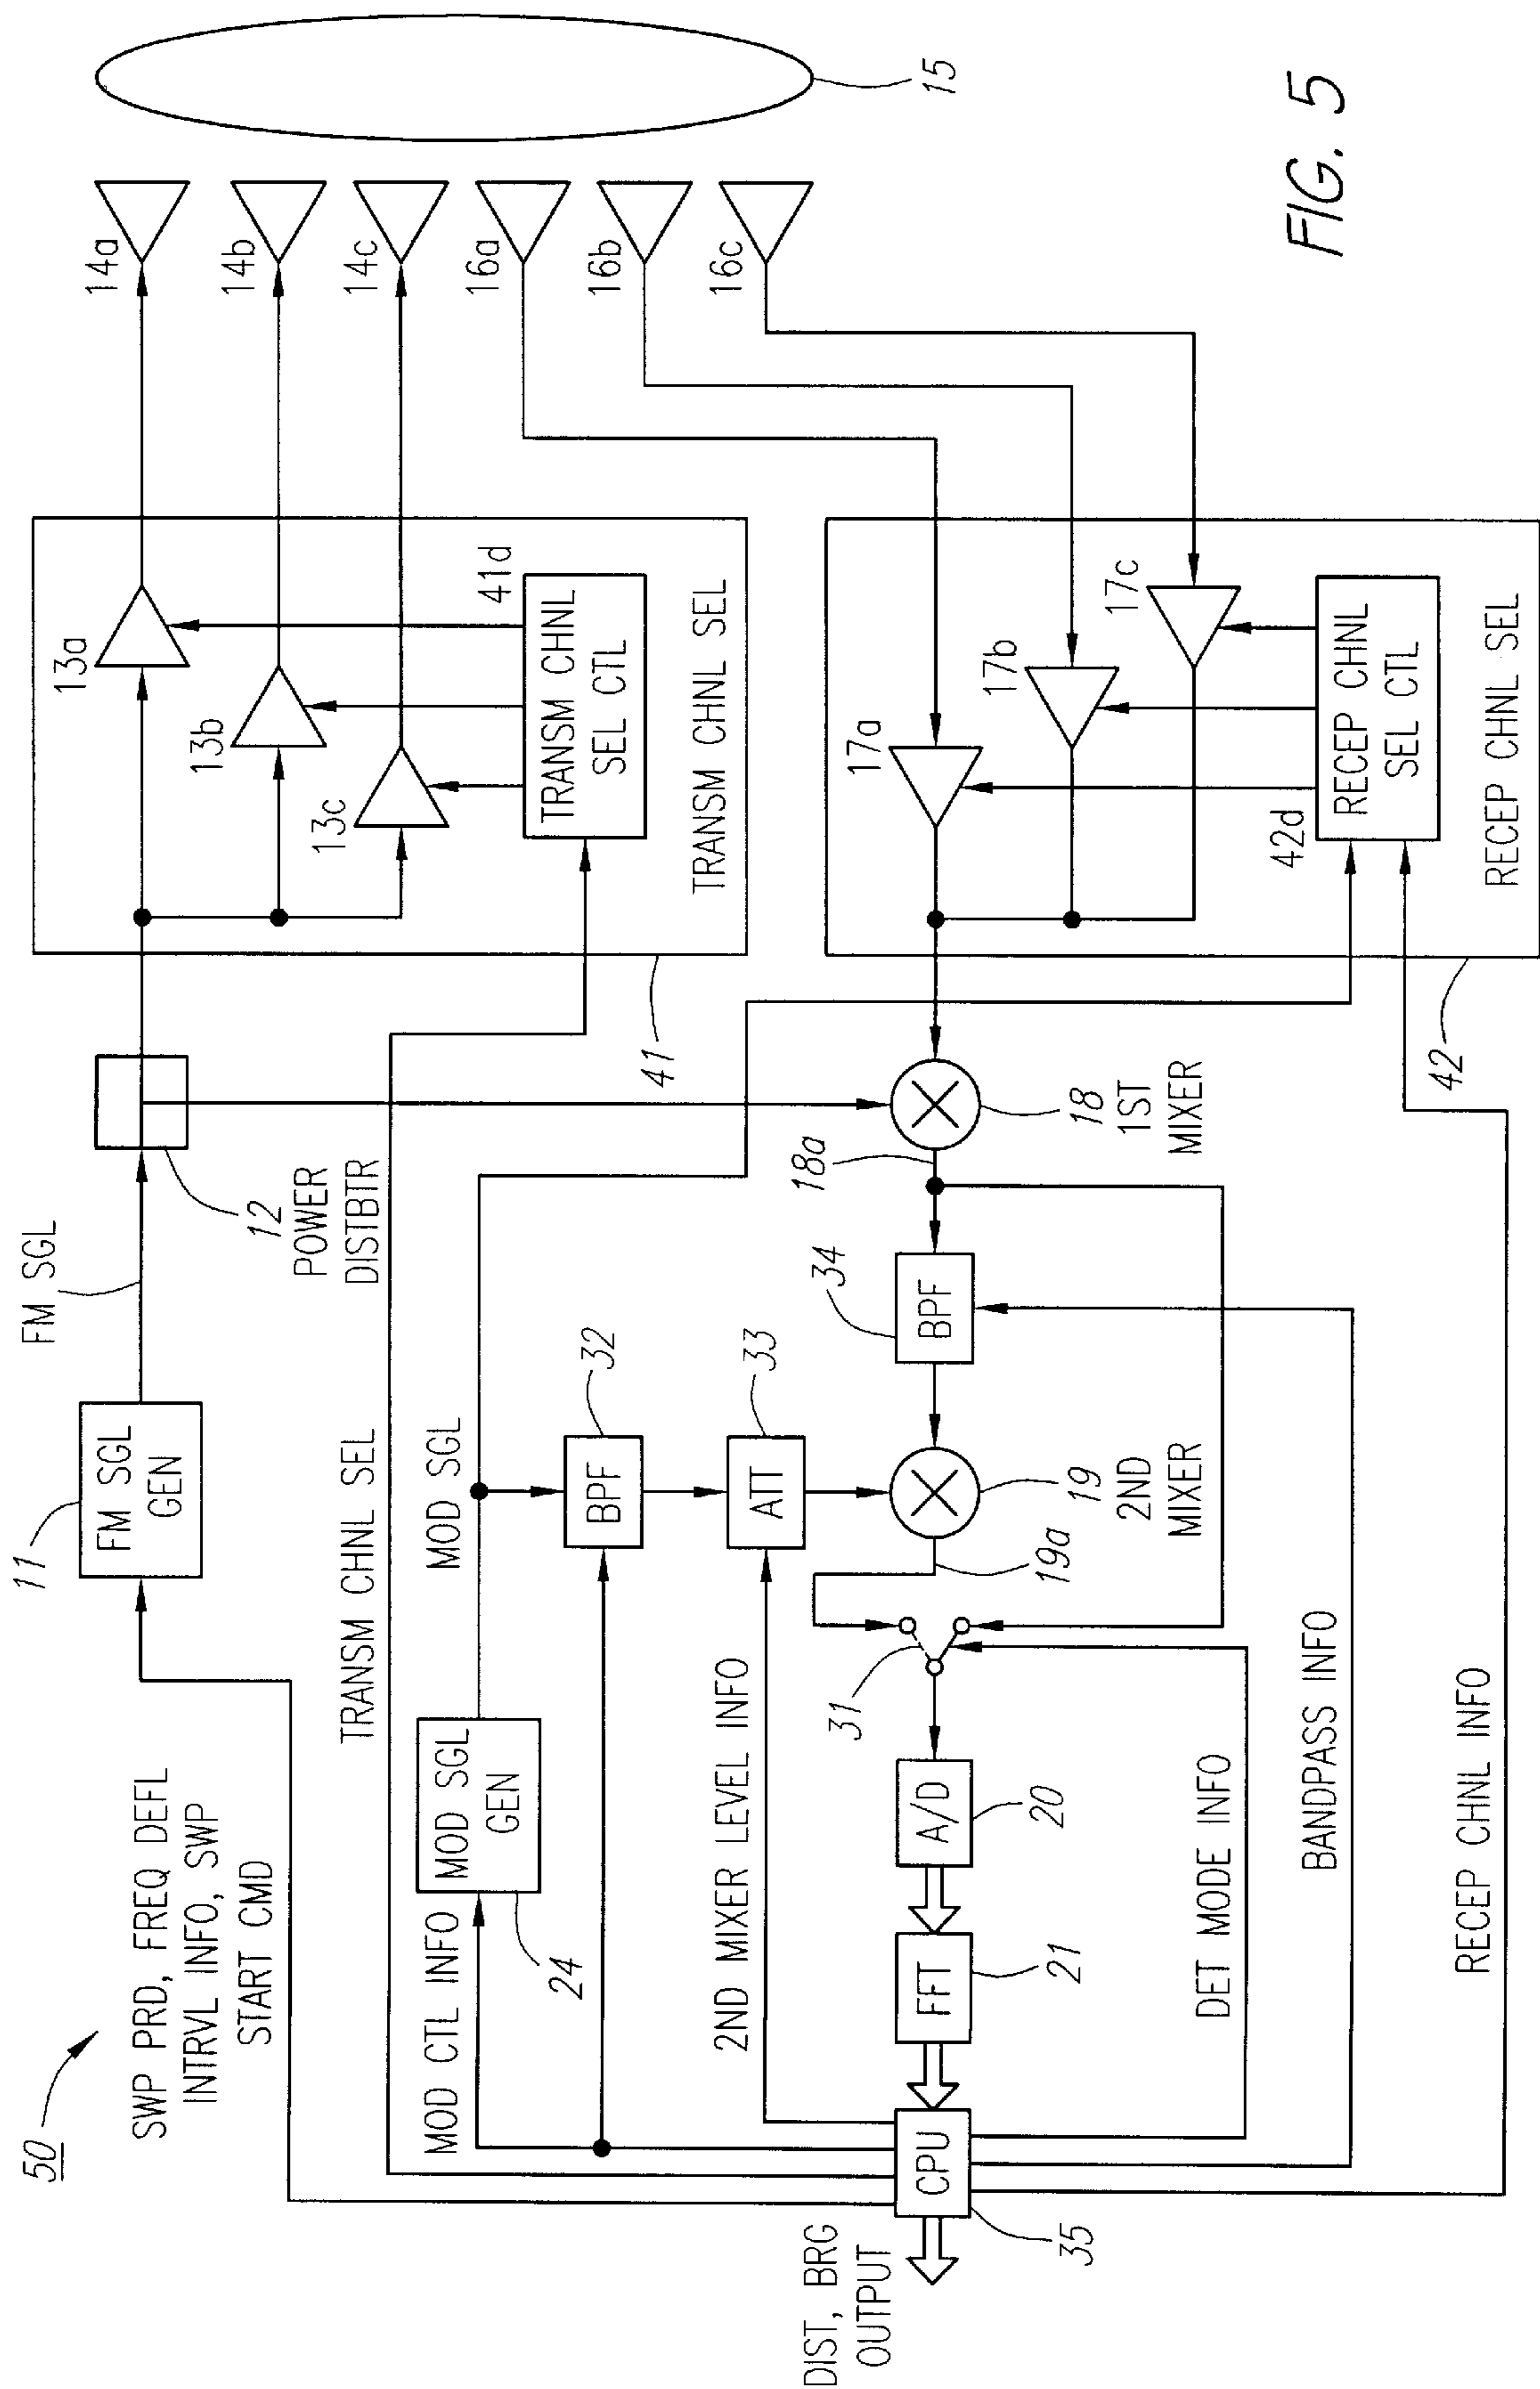 50
SWP PRD, FREQ DEFL
INTRVL INFO, SWP
START CMD
11
FM SGL
GEN
FM SGL
12
POWER
DISTBTR
13a
13b
13c
41d
TRANSM CHNL
SEL CTL
TRANSM CHNL SEL
41
14a
14b
14c
16a
16b
16c
15
TRANSM CHNL SEL
MOD CTL INFO
MOD SGL
GEN
24
MOD SGL
BPF
32
2ND MIXER LEVEL INFO
ATT
33
DIST, BRG
OUTPUT
CPU
35
FFT
21
A/D
20
31
19a
19
2ND
MIXER
BPF
34
18a
18
1ST
MIXER
17a
17b
17c
42d
RECEP CHNL
SEL CTL
RECEP CHNL SEL
42
DET MODE INFO
BANDPASS INFO
RECEP CHNL INFO
FIG. 5